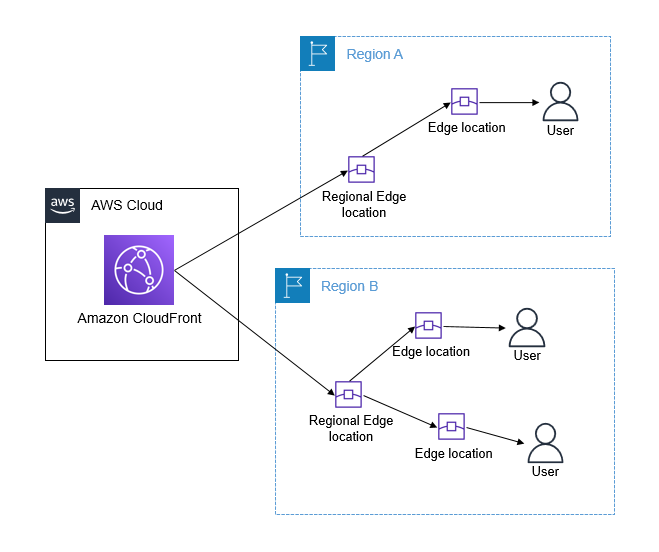 Region A
Edge location
User
Regional Edge
location
aws
AWS Cloud
Amazon CloudFront
Region B
Edge location
User
Regional Edge
location
Edge location
User